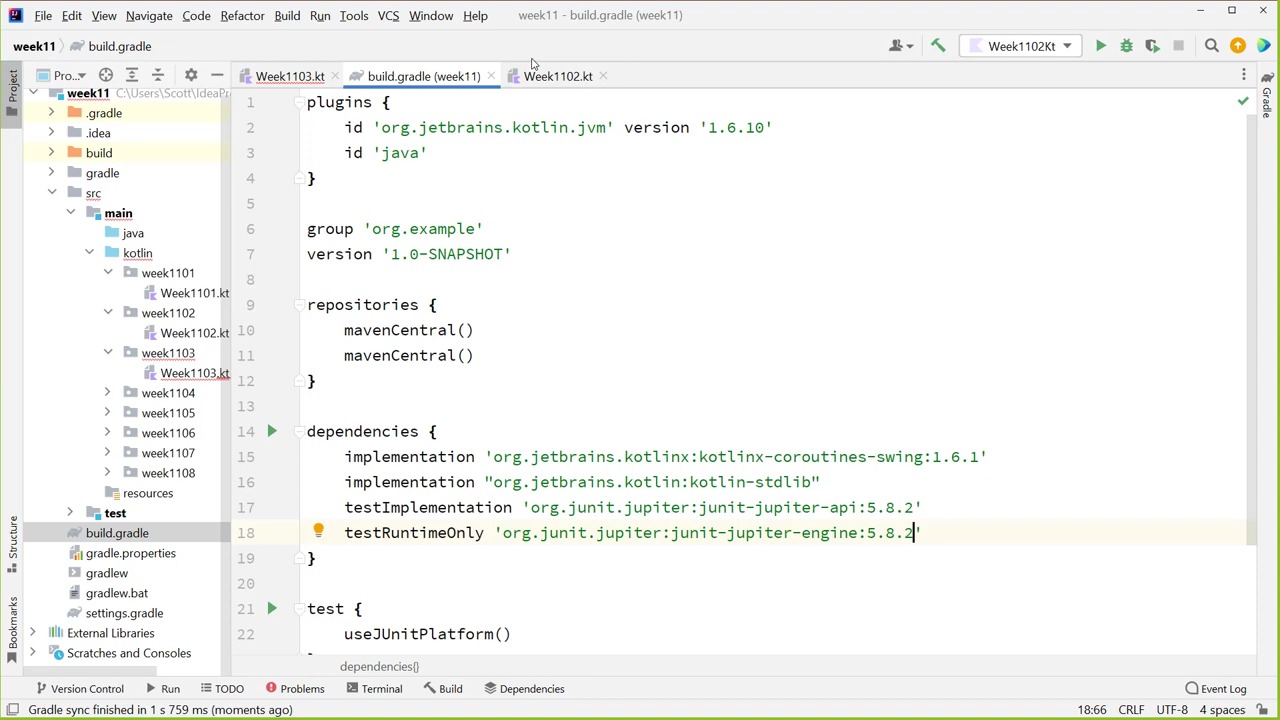 File Edit View Navigate Code Refactor Build Run Tools VCS Window Help week11 - build.gradle (week11)
week11 build.gradle Week1102Kt
Project Pro... Week1103.kt build.gradle (week11) Week1102.kt Gradle
week11 C:\Users\Scott\IdeaPro
.gradle
.idea
build
gradle
src
main
java
kotlin
week1101
Week1101.kt
week1102
Week1102.kt
week1103
Week1103.kt
week1104
week1105
week1106
week1107
week1108
resources
test
build.gradle
gradle.properties
gradlew
gradlew.bat
settings.gradle
External Libraries
Scratches and Consoles
Structure
Bookmarks
1 plugins {
2 id 'org.jetbrains.kotlin.jvm' version '1.6.10'
3 id 'java'
4 }
5
6 group 'org.example'
7 version '1.0-SNAPSHOT'
8
9 repositories {
10 mavenCentral()
11 mavenCentral()
12 }
13
14 dependencies {
15 implementation 'org.jetbrains.kotlinx:kotlinx-coroutines-swing:1.6.1'
16 implementation "org.jetbrains.kotlin:kotlin-stdlib"
17 testImplementation 'org.junit.jupiter:junit-jupiter-api:5.8.2'
18 testRuntimeOnly 'org.junit.jupiter:junit-jupiter-engine:5.8.2'
19 }
20
21 test {
22 useJUnitPlatform()
dependencies{}
Version Control Run TODO Problems Terminal Build Dependencies Event Log
Gradle sync finished in 1 s 759 ms (moments ago) 18:66 CRLF UTF-8 4 spaces